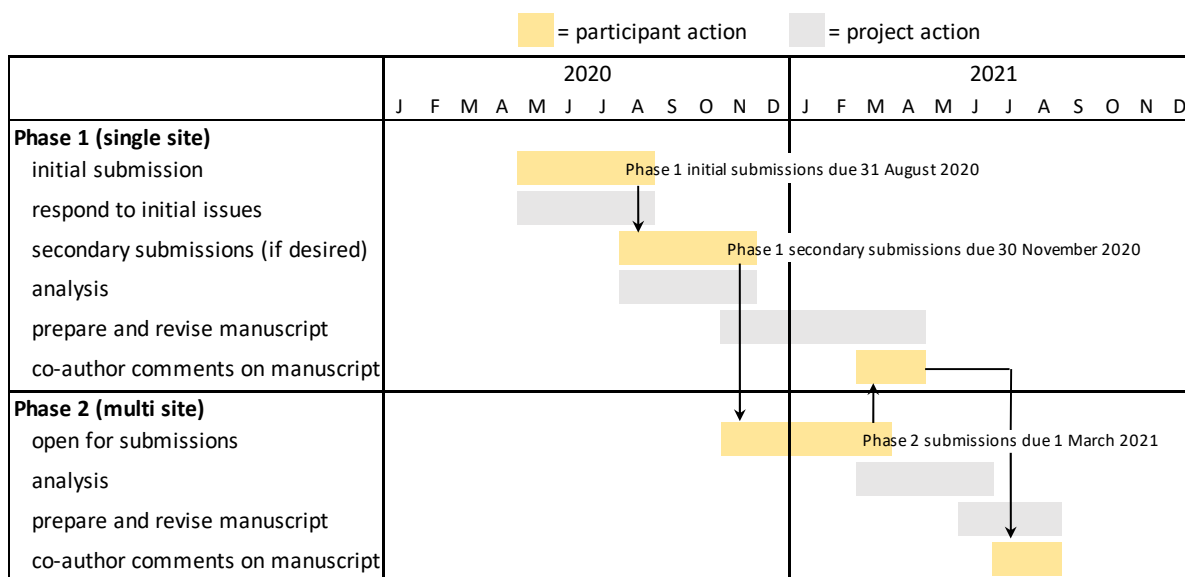 = participant action = project action
2020 2021
J F M A M J J A S O N D J F M A M J J A S O N D
Phase 1 (single site)
initial submission Phase 1 initial submissions due 31 August 2020
respond to initial issues
secondary submissions (if desired) Phase 1 secondary submissions due 30 November 2020
analysis
prepare and revise manuscript
co-author comments on manuscript
Phase 2 (multi site)
open for submissions Phase 2 submissions due 1 March 2021
analysis
prepare and revise manuscript
co-author comments on manuscript